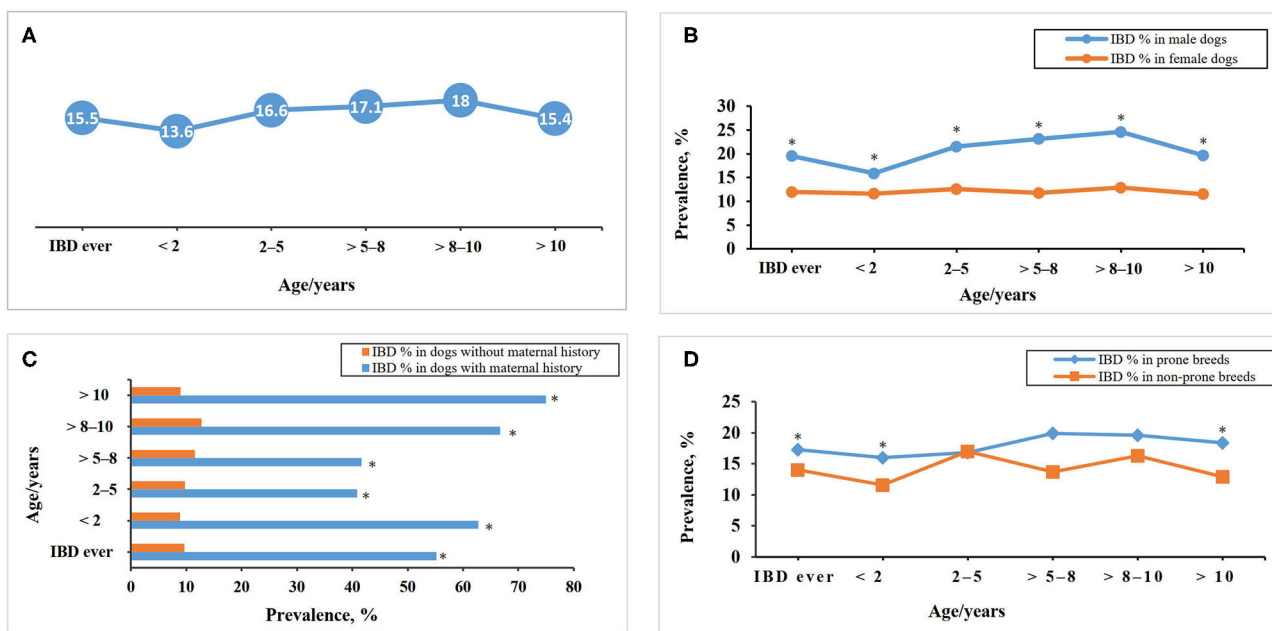 A
15.5
13.6
16.6
17.1
18
15.4
IBD ever
< 2
2–5
> 5–8
> 8–10
> 10
Age/years
B
IBD % in male dogs
IBD % in female dogs
30
25
20
15
10
5
0
Prevalence, %
* * * * * *
IBD ever
< 2
2–5
> 5–8
> 8–10
> 10
Age/years
C
IBD % in dogs without maternal history
IBD % in dogs with maternal history
Age/years
> 10
*
> 8–10
*
> 5–8
*
2–5
*
< 2
*
IBD ever
*
0 10 20 30 40 50 60 70 80
Prevalence, %
D
IBD % in prone breeds
IBD % in non-prone breeds
25
20
15
10
5
0
Prevalence, %
* * *
IBD ever
< 2
2–5
> 5–8
> 8–10
> 10
Age/years